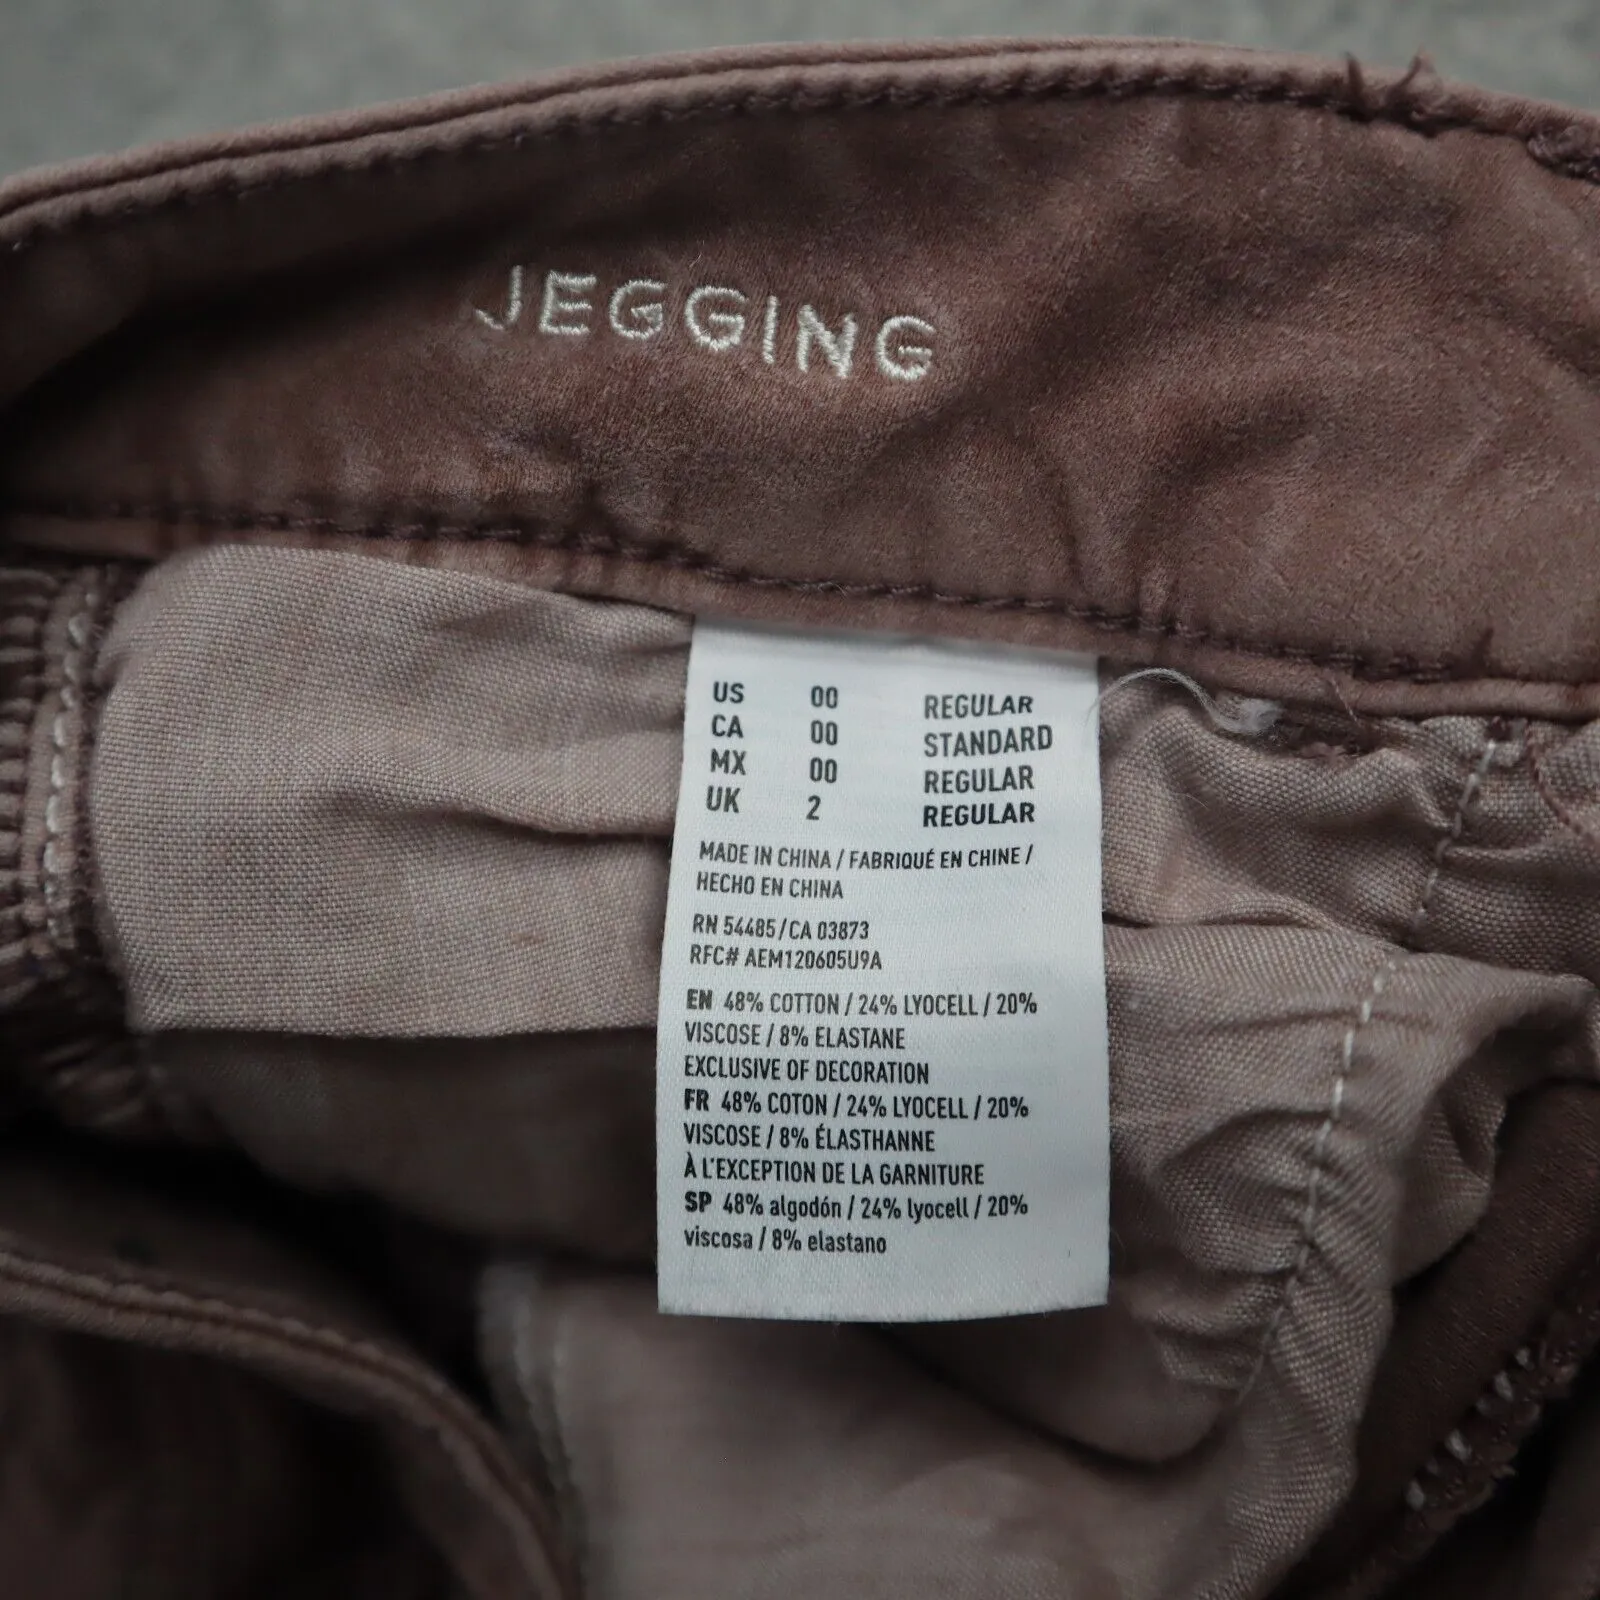 JEGGING
US 00 REGULAR
CA 00 STANDARD
MX 00 REGULAR
UK 2 REGULAR
MADE IN CHINA / FABRIQUÉ EN CHINE /
HECHO EN CHINA
RN 54485/CA 03873
RFC# AEM120605U9A
EN 48% COTTON / 24% LYOCELL / 20%
VISCOSE / 8% ELASTANE
EXCLUSIVE OF DECORATION
FR 48% COTON / 24% LYOCELL / 20%
VISCOSE / 8% ÉLASTHANNE
À L'EXCEPTION DE LA GARNITURE
SP 48% algodón / 24% lyocell / 20%
viscosa / 8% elastano